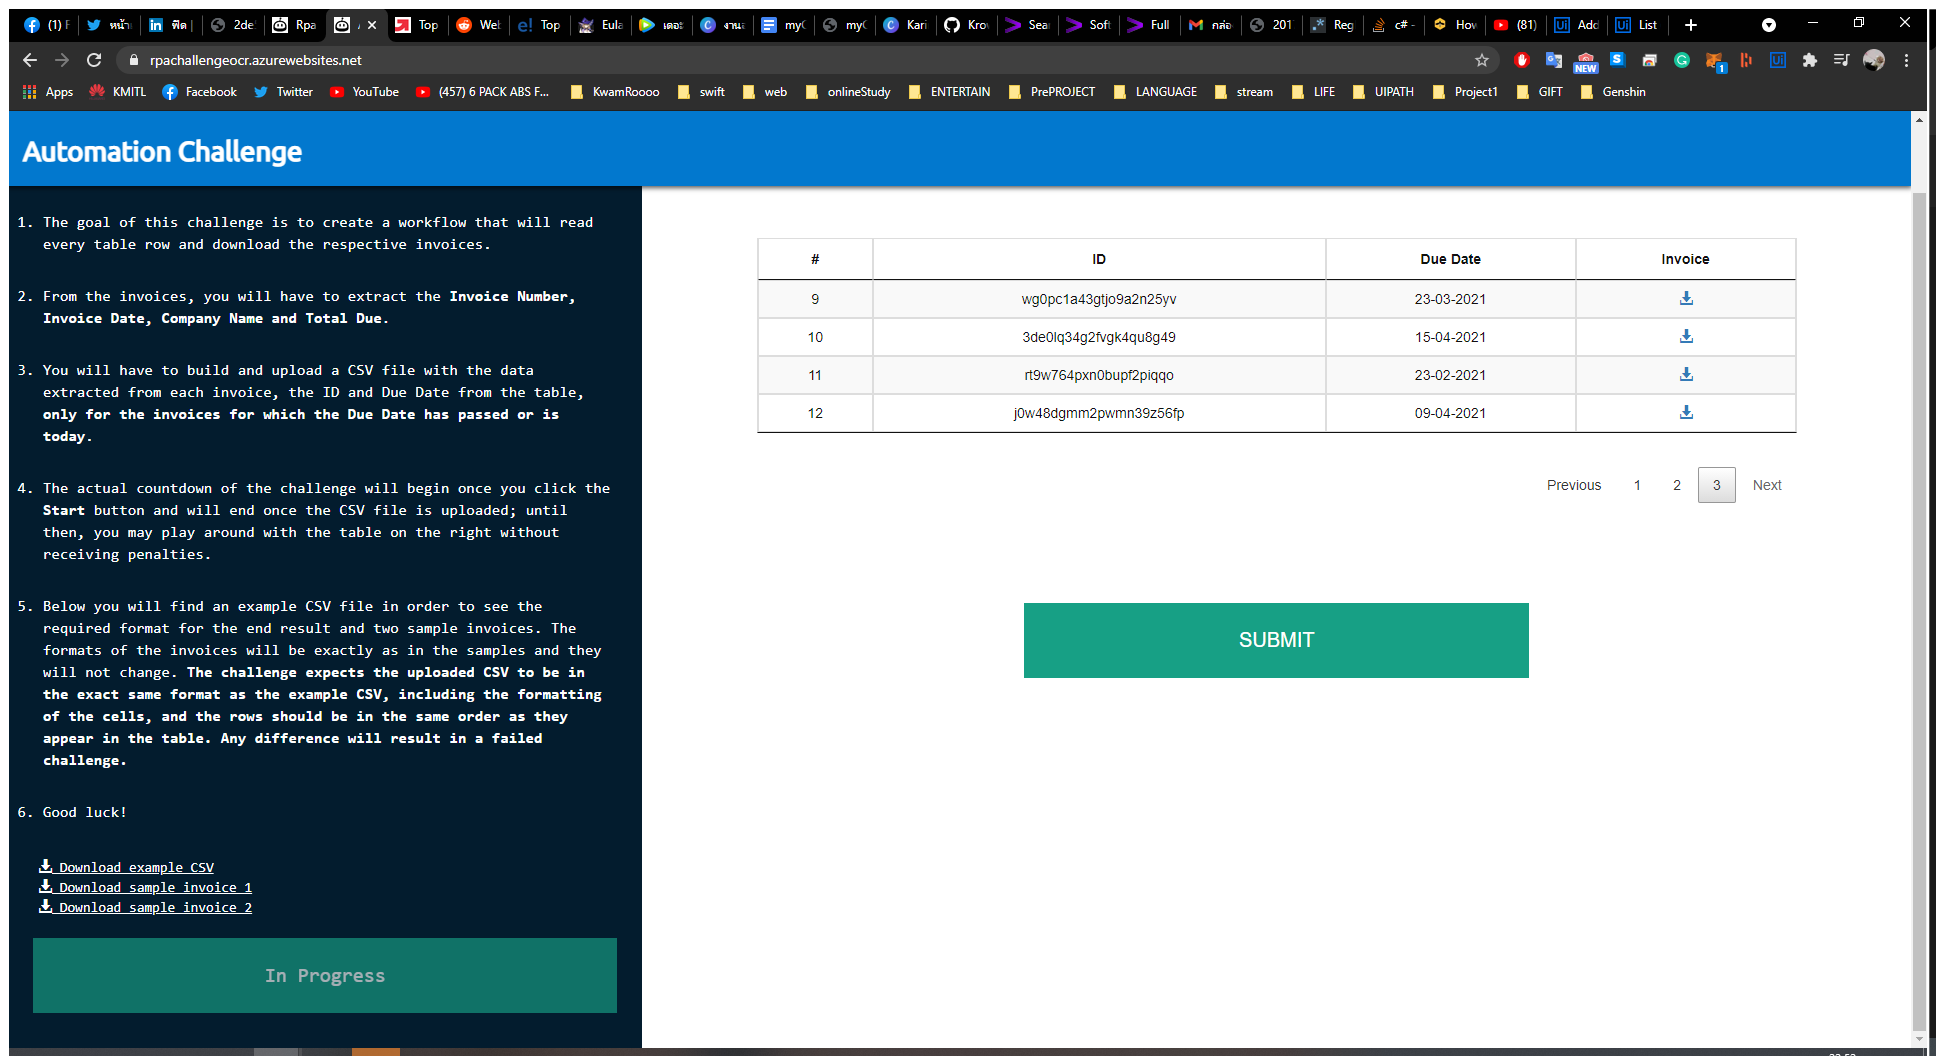 (1) F
หน้า
in ฟีด |
2de
Rpa
Top
Wel
e! Top
Eula
เดอะ
C งานะ
my
my
C Kari
Kro
Sea
Soft
Full
กล่อ
201
.* Reg
c# -
How
(81)
Ui Add
Ui List
rpachallengeocr.azurewebsites.net
NEW
1
Apps KMITL Facebook Twitter YouTube (457) 6 PACK ABS F... KwamRoooo swift web onlineStudy ENTERTAIN PrePROJECT LANGUAGE stream LIFE UIPATH Project1 GIFT Genshin
Automation Challenge
1. The goal of this challenge is to create a workflow that will read
every table row and download the respective invoices.
2. From the invoices, you will have to extract the Invoice Number,
Invoice Date, Company Name and Total Due.
3. You will have to build and upload a CSV file with the data
extracted from each invoice, the ID and Due Date from the table,
only for the invoices for which the Due Date has passed or is
today.
4. The actual countdown of the challenge will begin once you click the
Start button and will end once the CSV file is uploaded; until
then, you may play around with the table on the right without
receiving penalties.
5. Below you will find an example CSV file in order to see the
required format for the end result and two sample invoices. The
formats of the invoices will be exactly as in the samples and they
will not change. The challenge expects the uploaded CSV to be in
the exact same format as the example CSV, including the formatting
of the cells, and the rows should be in the same order as they
appear in the table. Any difference will result in a failed
challenge.
6. Good luck!
Download example CSV
Download sample invoice 1
Download sample invoice 2
In Progress
# ID Due Date Invoice
9 wg0pc1a43gtjo9a2n25yv 23-03-2021
10 3de0lq34g2fvgk4qu8g49 15-04-2021
11 rt9w764pxn0bupf2piqqo 23-02-2021
12 j0w48dgmm2pwmn39z56fp 09-04-2021
Previous 1 2 3 Next
SUBMIT